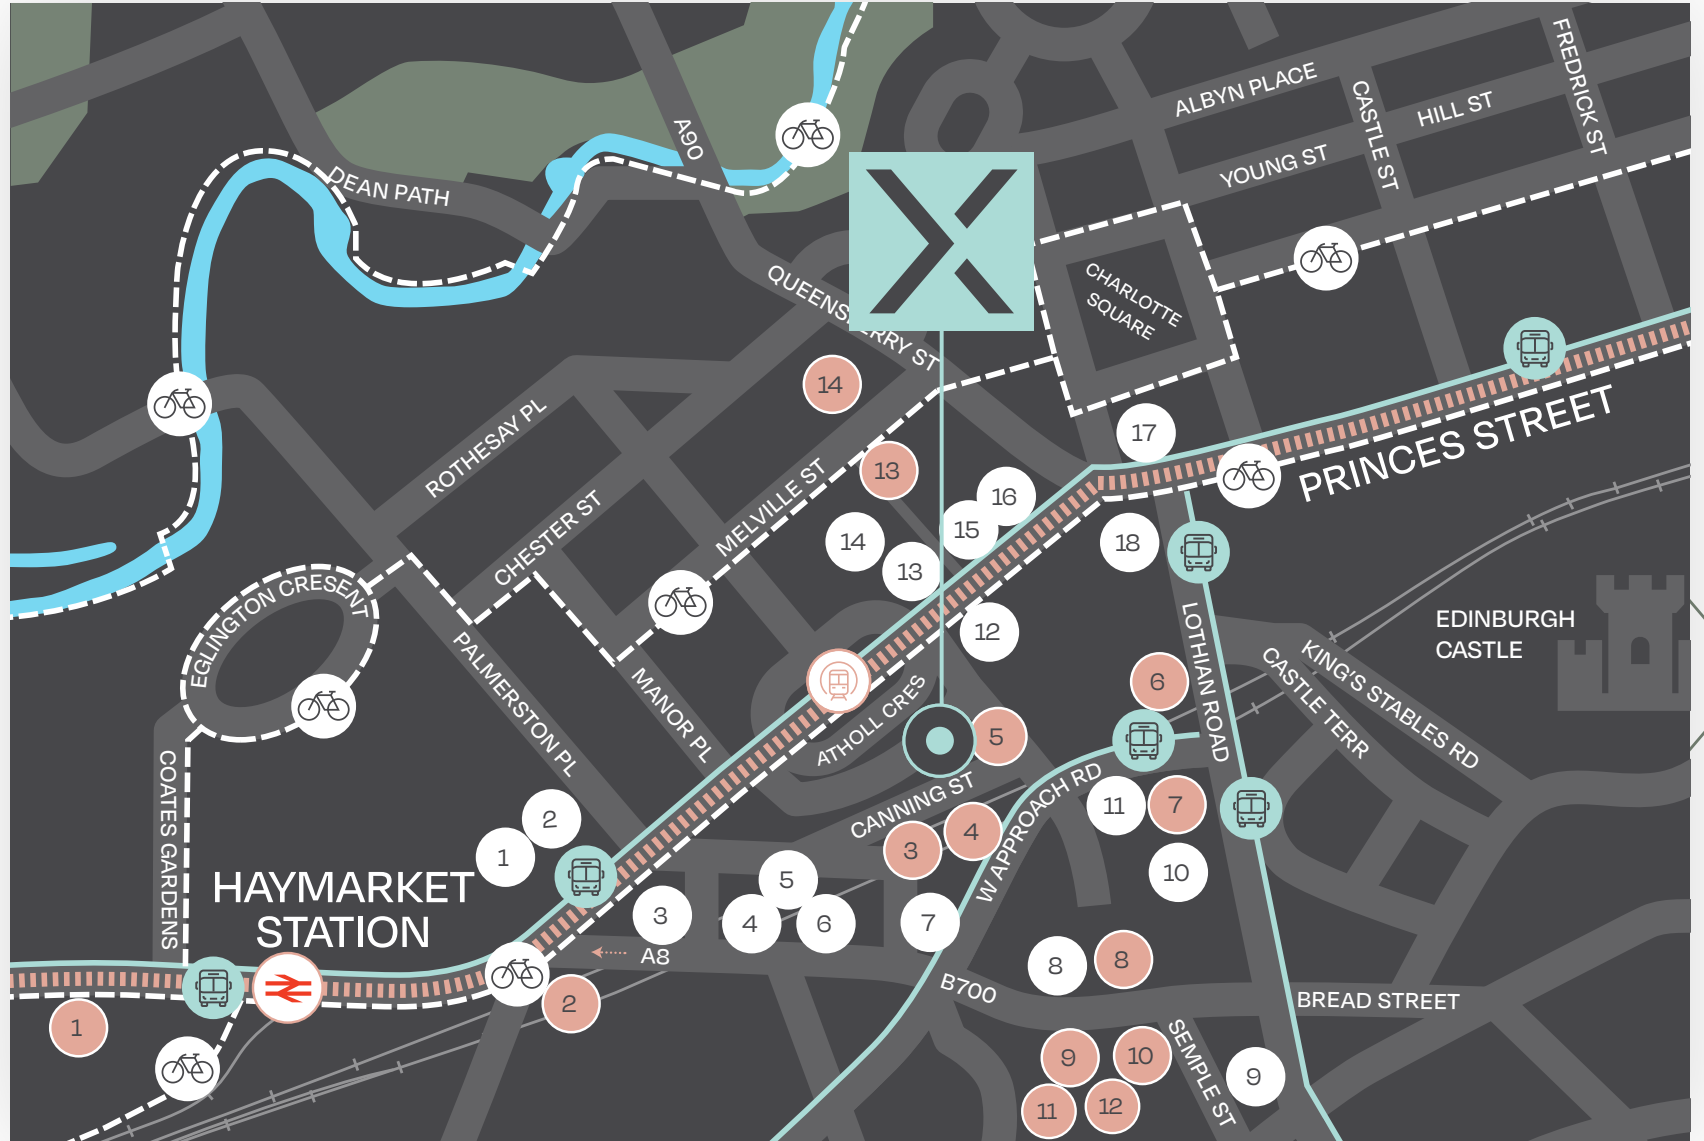 FREDRICK ST
ALBYN PLACE
CASTLE ST
HILL ST
A90
YOUNG ST
DEAN PATH
X
CHARLOTTE
SQUARE
QUEENSBERRY ST
14
ROTHESAY PL
17
PRINCES STREET
13
MELVILLE ST
16
CHESTER ST
15
14
18
13
EGLINGTON CRESENT
12
EDINBURGH
CASTLE
LOTHIAN ROAD
KING'S STABLES RD
CASTLE TERR
PALMERSTON PL
MANOR PL
6
ATHOLL CRES
5
COATES GARDENS
CANNING ST
W APPROACH RD
11
7
2
1
4
3
10
HAYMARKET
STATION
5
3
4
6
7
A8
8
8
B700
2
BREAD STREET
1
SEMPLE ST
9
10
9
11
12